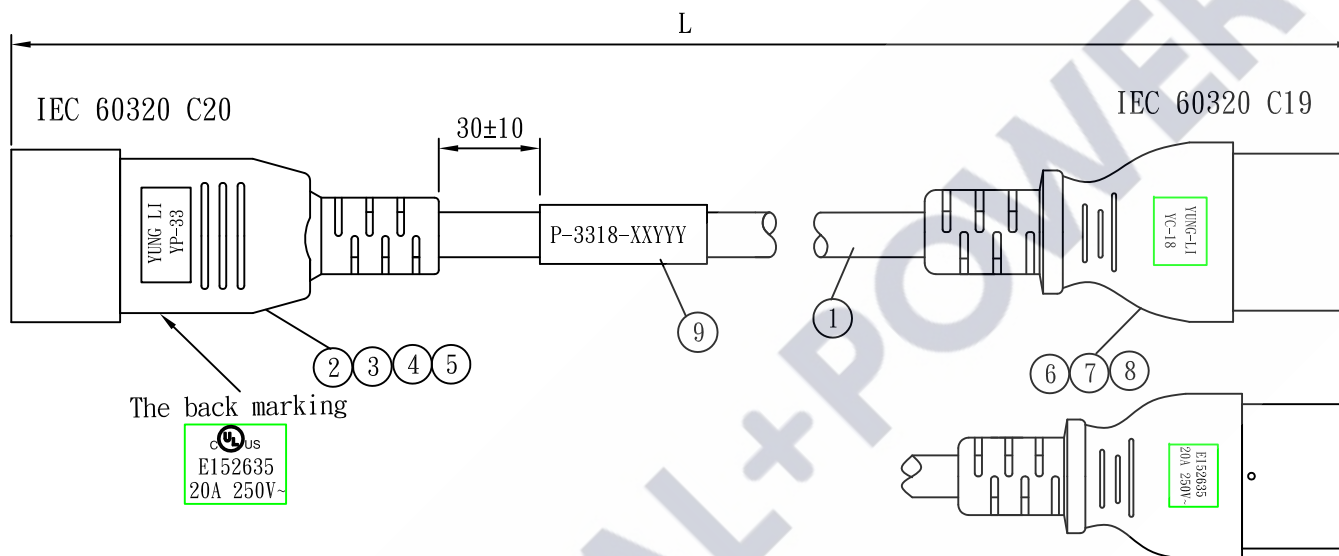 L
IEC 60320 C20
IEC 60320 C19
30±10
YUNG LI
YP-33
P-3318-XXYYY
YUNG-LI
YC-18
9
1
2 3 4 5
6 7 8
The back marking
C UL US
E152635
20A 250V~
E152635
20A 250V~
AL+POWER